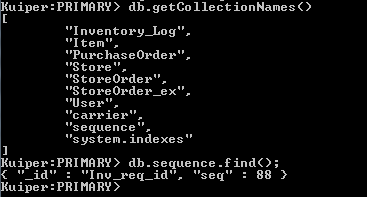 Kuiper:PRIMARY> db.getCollectionNames()
[
"Inventory_Log",
"Item",
"PurchaseOrder",
"Store",
"StoreOrder",
"StoreOrder_ex",
"User",
"carrier",
"sequence",
"system.indexes"
]
Kuiper:PRIMARY> db.sequence.find();
{ "_id" : "Inv_req_id", "seq" : 88 }
Kuiper:PRIMARY>